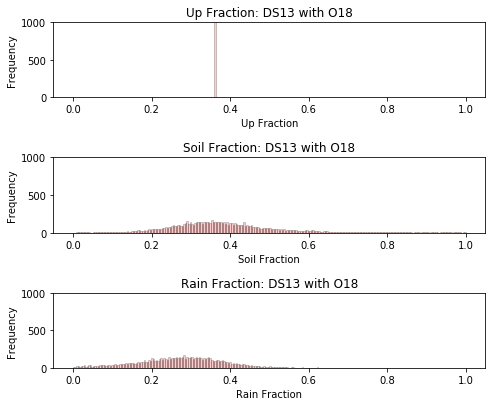 Up Fraction: DS13 with O18
1000
500
0
Frequency
0.0 0.2 0.4 0.6 0.8 1.0
Up Fraction
Soil Fraction: DS13 with O18
1000
500
0
Frequency
0.0 0.2 0.4 0.6 0.8 1.0
Soil Fraction
Rain Fraction: DS13 with O18
1000
500
0
Frequency
0.0 0.2 0.4 0.6 0.8 1.0
Rain Fraction